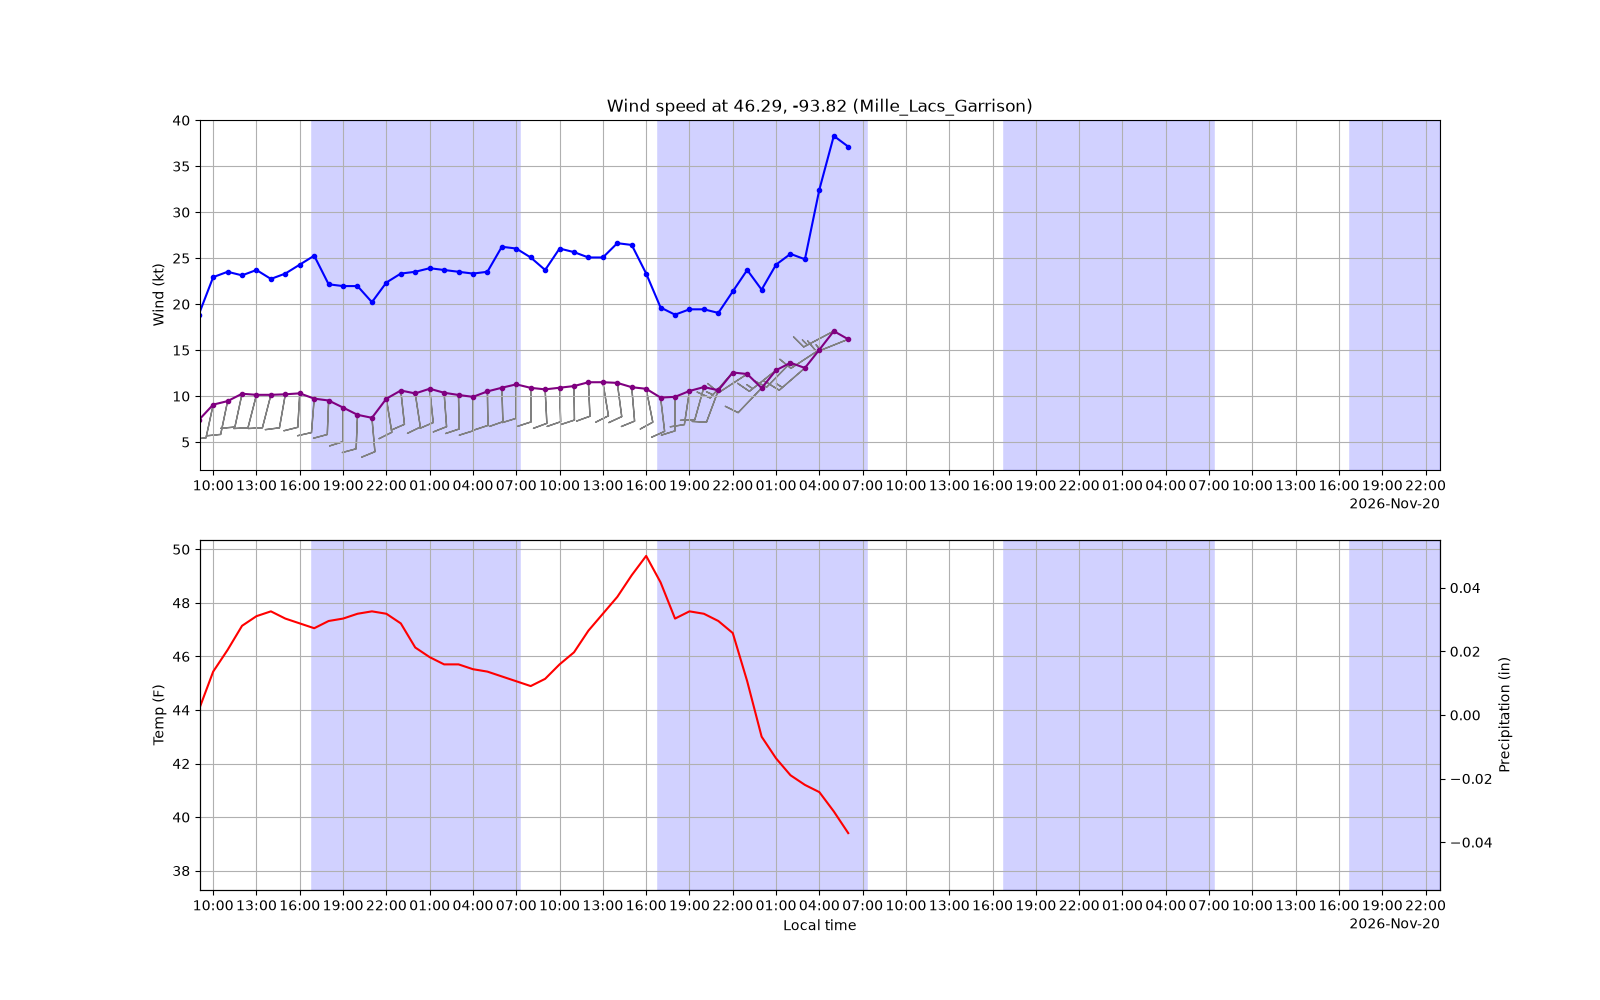 Wind speed at 46.29, -93.82 (Mille_Lacs_Garrison)
40
35
30
25
20
15
10
5
Wind (kt)
10:00 13:00 16:00 19:00 22:00 01:00 04:00 07:00 10:00 13:00 16:00 19:00 22:00 01:00 04:00 07:00 10:00 13:00 16:00 19:00 22:00 01:00 04:00 07:00 10:00 13:00 16:00 19:00 22:00
2026-Nov-20
50
48
46
44
42
40
38
Temp (F)
0.04
0.02
0.00
−0.02
−0.04
Precipitation (in)
10:00 13:00 16:00 19:00 22:00 01:00 04:00 07:00 10:00 13:00 16:00 19:00 22:00 01:00 04:00 07:00 10:00 13:00 16:00 19:00 22:00 01:00 04:00 07:00 10:00 13:00 16:00 19:00 22:00
Local time
2026-Nov-20